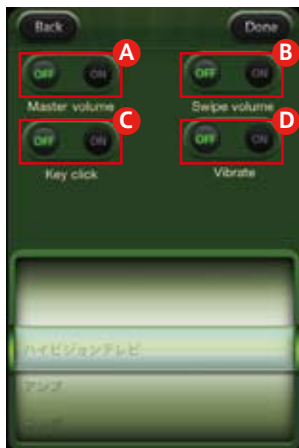 Back Done
A B
OFF ON OFF ON
Master volume Swipe volume
C D
OFF ON OFF ON
Key click Vibrate
ハイビジョンテレビ
アンプ